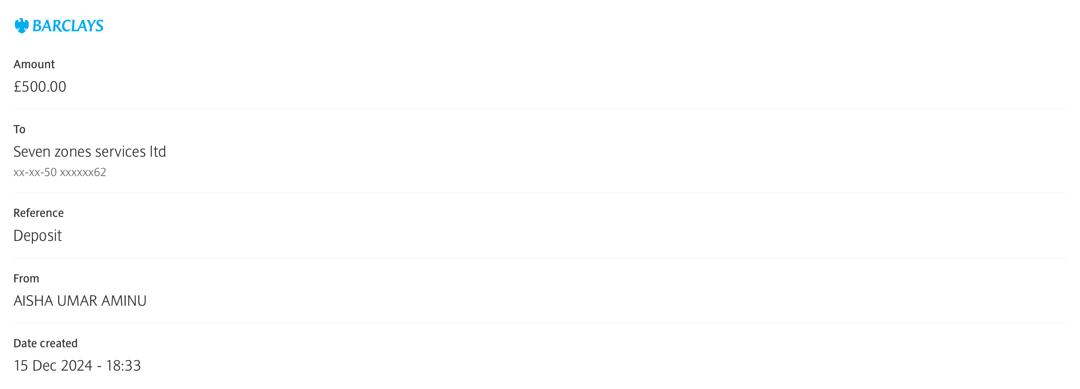 BARCLAYS
Amount
£500.00
To
Seven zones services ltd
xx-xx-50 xxxxxx62
Reference
Deposit
From
AISHA UMAR AMINU
Date created
15 Dec 2024 - 18:33